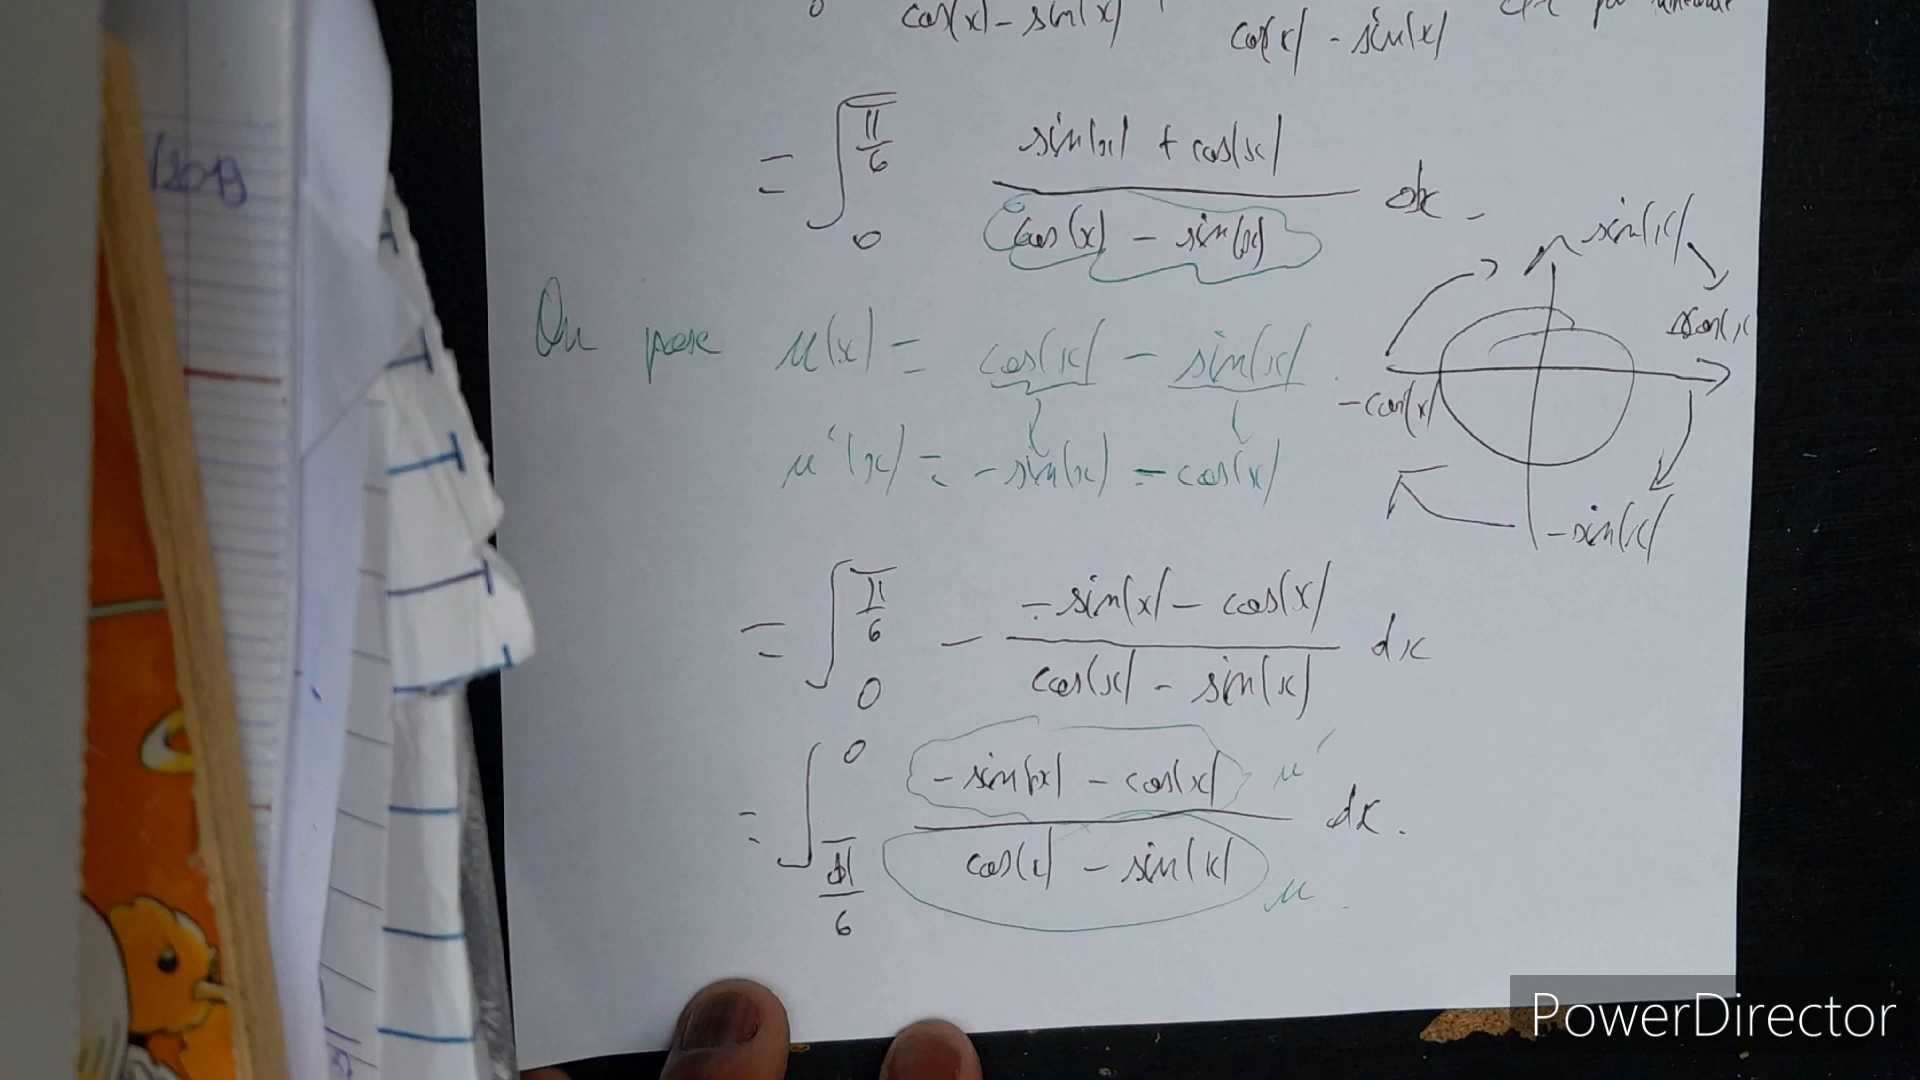 0 cos(x) - sin(x) cos(x) - sin(x)
= ∫ π/6 0 sin(x) + cos(x) / cos(x) - sin(x) dx
On pose u(x) = cos(x) - sin(x).
u'(x) = -sin(x) - cos(x)
sin(x)
-cos(x)
-sin(x)
= ∫ π/6 0 - -sin(x) - cos(x) / cos(x) - sin(x) dx
= ∫ 0 π/6 -sin(x) - cos(x) / cos(x) - sin(x) dx.
u'
u
PowerDirector